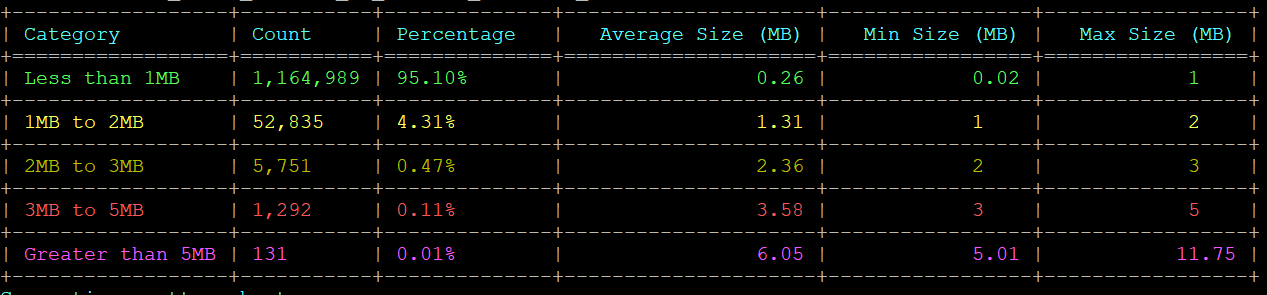 Category | Count | Percentage | Average Size (MB) | Min Size (MB) | Max Size (MB)
Less than 1MB | 1,164,989 | 95.10% | 0.26 | 0.02 | 1
1MB to 2MB | 52,835 | 4.31% | 1.31 | 1 | 2
2MB to 3MB | 5,751 | 0.47% | 2.36 | 2 | 3
3MB to 5MB | 1,292 | 0.11% | 3.58 | 3 | 5
Greater than 5MB | 131 | 0.01% | 6.05 | 5.01 | 11.75